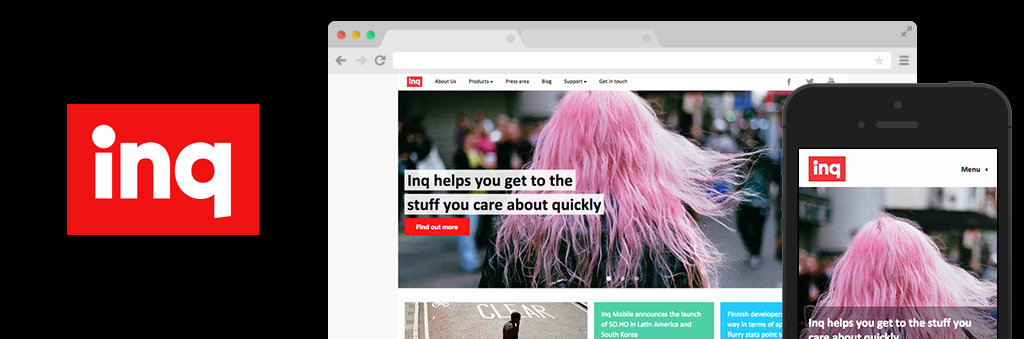 inq
inq
About Us
Products
Press area
Blog
Support
Get in touch
Inq helps you get to the
stuff you care about quickly
Find out more
CLEAR
Inq Mobile announces the launch
of SO.HO in Latin America and
South Korea
Finnish developers
way in terms of ap
flurry stats point t
inq
Menu
Inq helps you get to the stuff you
care about quickly